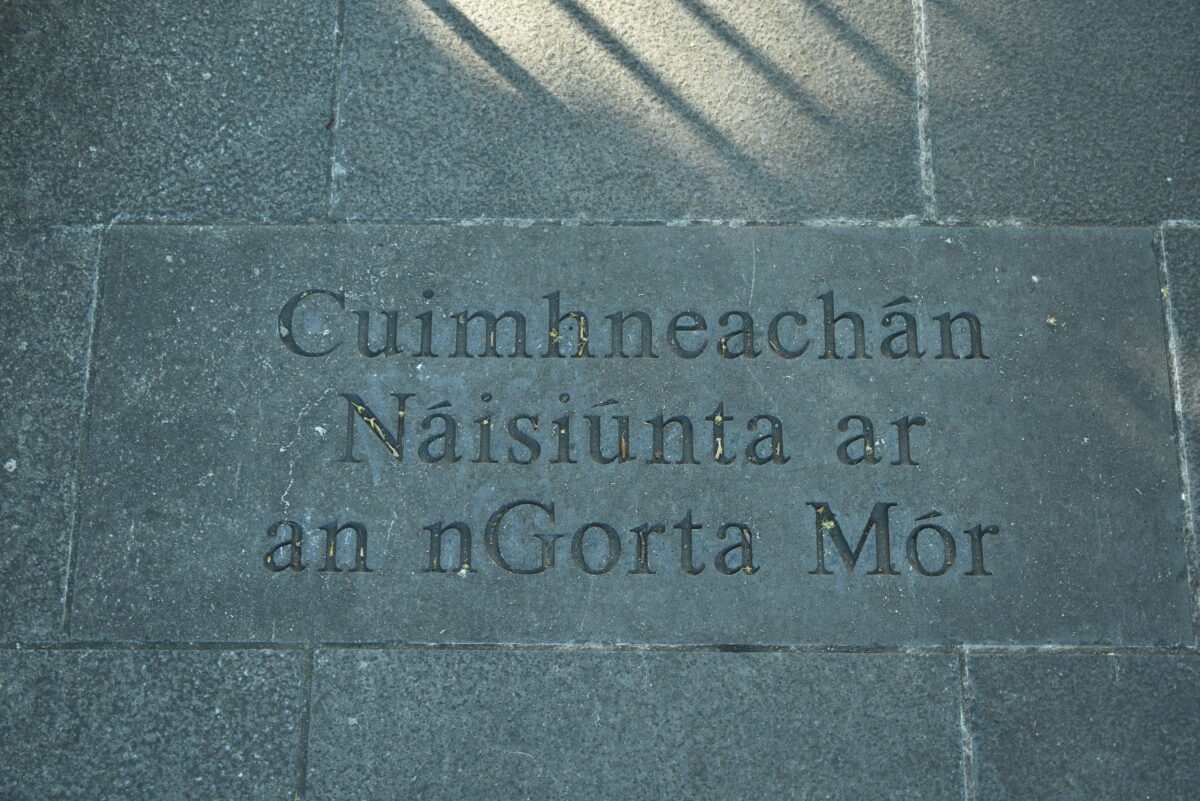 Cuimhneachán
Náisiúnta ar
an nGorta Mór